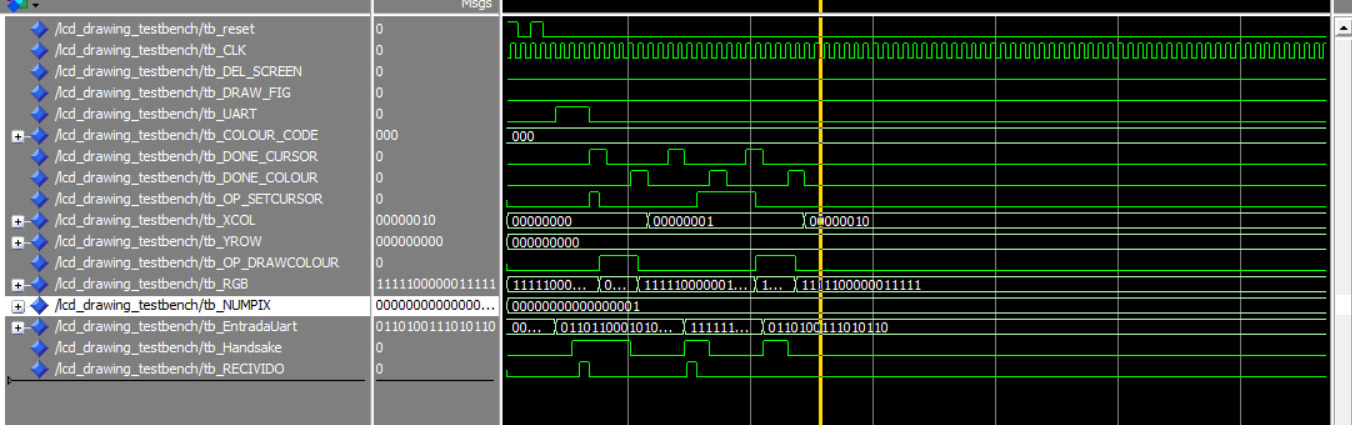 Msgs
/lcd_drawing_testbench/tb_reset 0
/lcd_drawing_testbench/tb_CLK 0
/lcd_drawing_testbench/tb_DEL_SCREEN 0
/lcd_drawing_testbench/tb_DRAW_FIG 0
/lcd_drawing_testbench/tb_UART 0
/lcd_drawing_testbench/tb_COLOUR_CODE 000 000
/lcd_drawing_testbench/tb_DONE_CURSOR 0
/lcd_drawing_testbench/tb_DONE_COLOUR 0
/lcd_drawing_testbench/tb_OP_SETCURSOR 0
/lcd_drawing_testbench/tb_XCOL 00000010 00000000 00000001 00000010
/lcd_drawing_testbench/tb_YROW 000000000 000000000
/lcd_drawing_testbench/tb_OP_DRAWCOLOUR 0
/lcd_drawing_testbench/tb_RGB 1111100000011111 11111000... 0... 111110000001... 1... 1111100000011111
/lcd_drawing_testbench/tb_NUMPIX 00000000000000... 00000000000000001
/lcd_drawing_testbench/tb_EntradaUart 0110100111010110 00... 0110110001010... 111111... 0110100111010110
/lcd_drawing_testbench/tb_Handsake 0
/lcd_drawing_testbench/tb_RECIVIDO 0